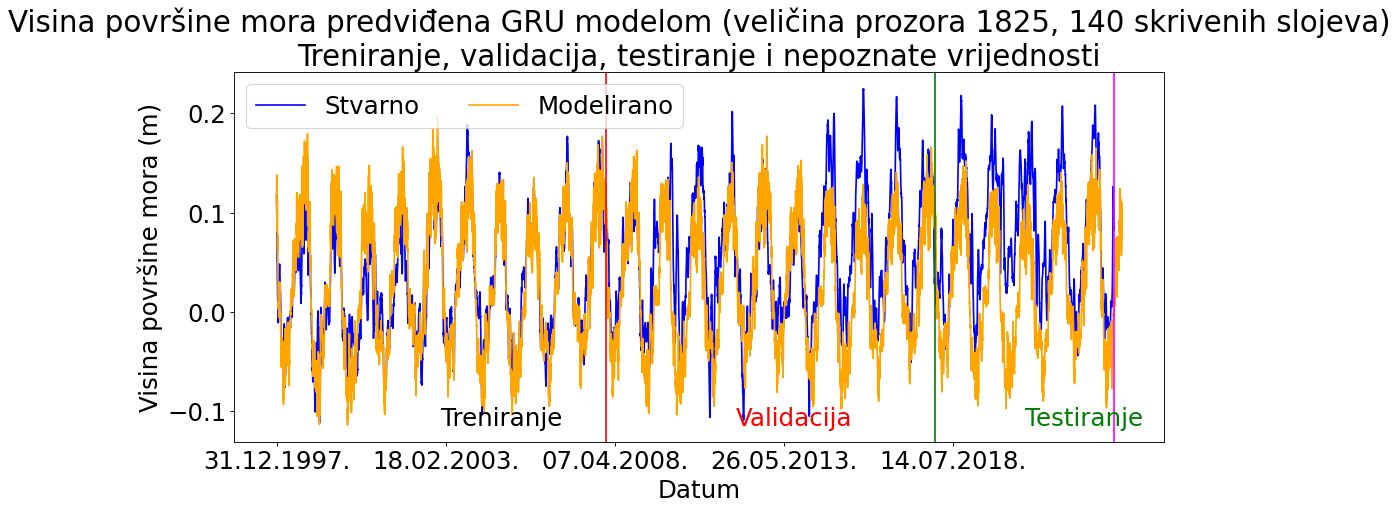 Visina površine mora predviđena GRU modelom (veličina prozora 1825, 140 skrivenih slojeva)
Treniranje, validacija, testiranje i nepoznate vrijednosti
Stvarno
Modelirano
Visina površine mora (m)
0.2
0.1
0.0
−0.1
Treniranje
Validacija
Testiranje
31.12.1997.
18.02.2003.
07.04.2008.
26.05.2013.
14.07.2018.
Datum